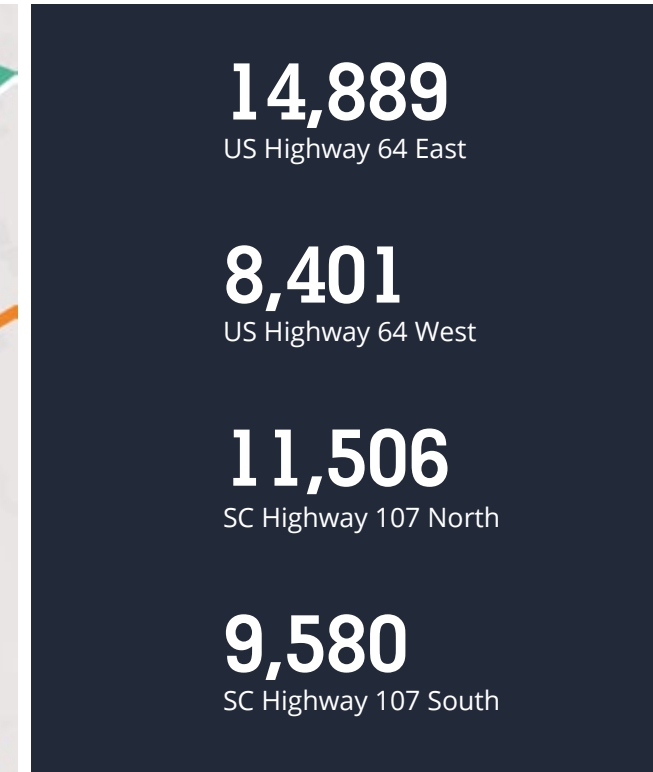 14,889
US Highway 64 East
8,401
US Highway 64 West
11,506
SC Highway 107 North
9,580
SC Highway 107 South